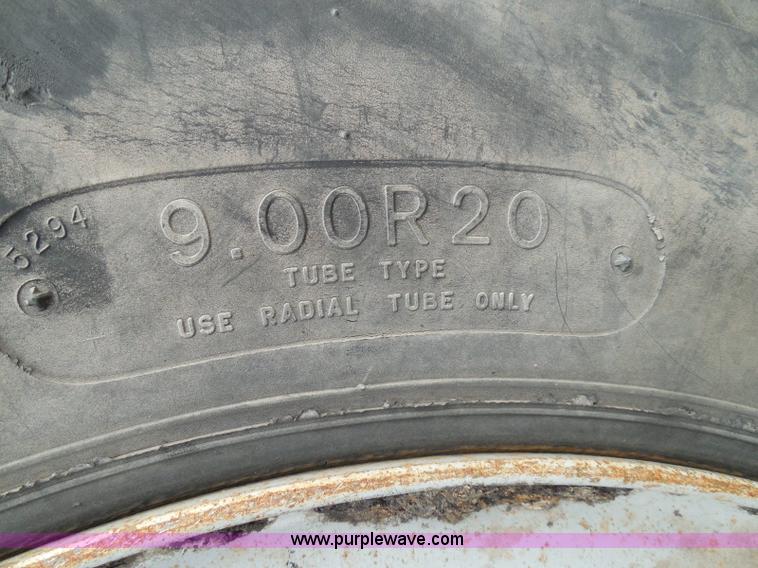 5294
9.00R20
TUBE TYPE
USE RADIAL TUBE ONLY
www.purplewave.com